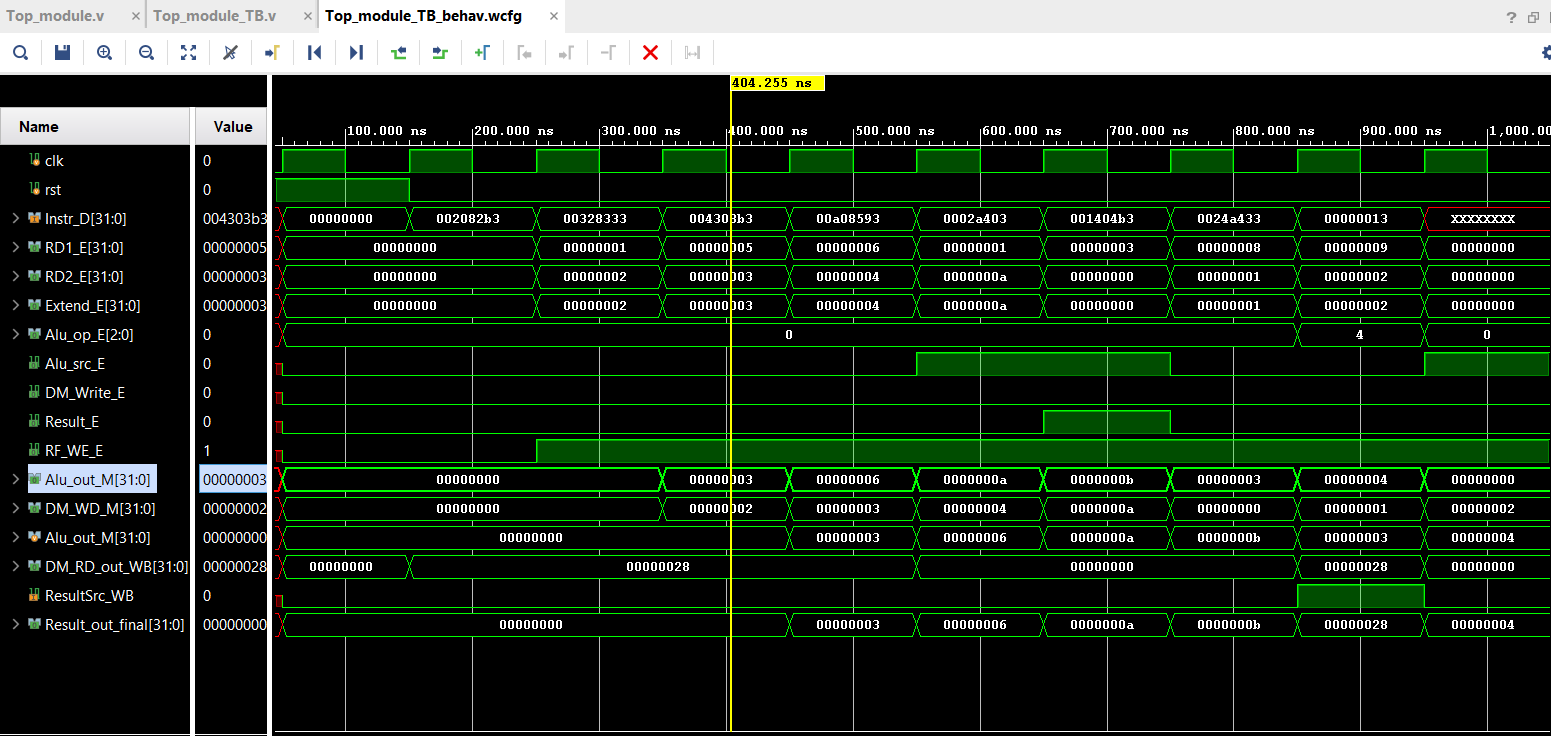 Top_module.v × Top_module_TB.v × Top_module_TB_behav.wcfg ×
404.255 ns
Name Value
100.000 ns 200.000 ns 300.000 ns 400.000 ns 500.000 ns 600.000 ns 700.000 ns 800.000 ns 900.000 ns 1,000.00
clk 0
rst 0
Instr_D[31:0] 004303b3 00000000 002082b3 00328333 004303b3 00a08593 0002a403 001404b3 0024a433 00000013 XXXXXXXX
RD1_E[31:0] 00000005 00000000 00000001 00000005 00000006 00000001 00000003 00000008 00000009 00000000
RD2_E[31:0] 00000003 00000000 00000002 00000003 00000004 0000000a 00000000 00000001 00000002 00000000
Extend_E[31:0] 00000003 00000000 00000002 00000003 00000004 0000000a 00000000 00000001 00000002 00000000
Alu_op_E[2:0] 0 0 4 0
Alu_src_E 0
DM_Write_E 0
Result_E 0
RF_WE_E 1
Alu_out_M[31:0] 00000003 00000000 00000003 00000006 0000000a 0000000b 00000003 00000004 00000000
DM_WD_M[31:0] 00000002 00000000 00000002 00000003 00000004 0000000a 00000000 00000001 00000002
Alu_out_M[31:0] 00000000 00000000 00000003 00000006 0000000a 0000000b 00000003 00000004
DM_RD_out_WB[31:0] 00000028 00000000 00000028 00000000 00000028 00000000
ResultSrc_WB 0
Result_out_final[31:0] 00000000 00000000 00000003 00000006 0000000a 0000000b 00000028 00000004